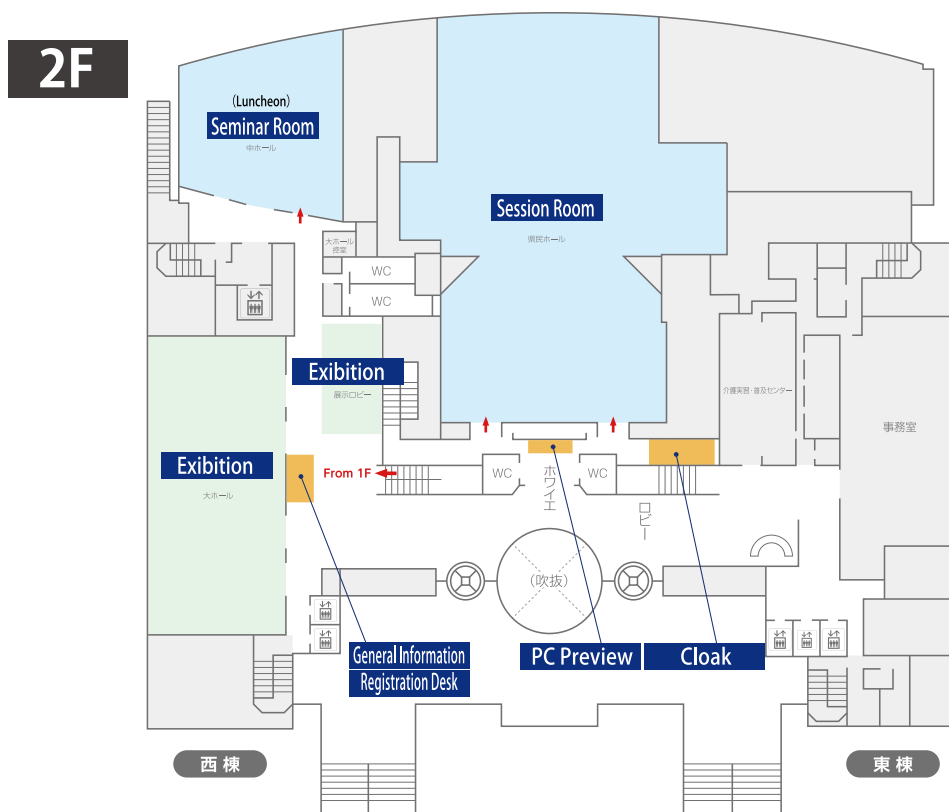 2F
(Luncheon)
Seminar Room
中ホール
Session Room
県民ホール
大ホール
控室
WC
WC
Exibition
展示ロビー
介護実習・普及センター
事務室
Exibition
大ホール
From 1F
WC
WC
ホワイエ
ロビー
(吹抜)
General Information
Registration Desk
PC Preview
Cloak
西棟
東棟